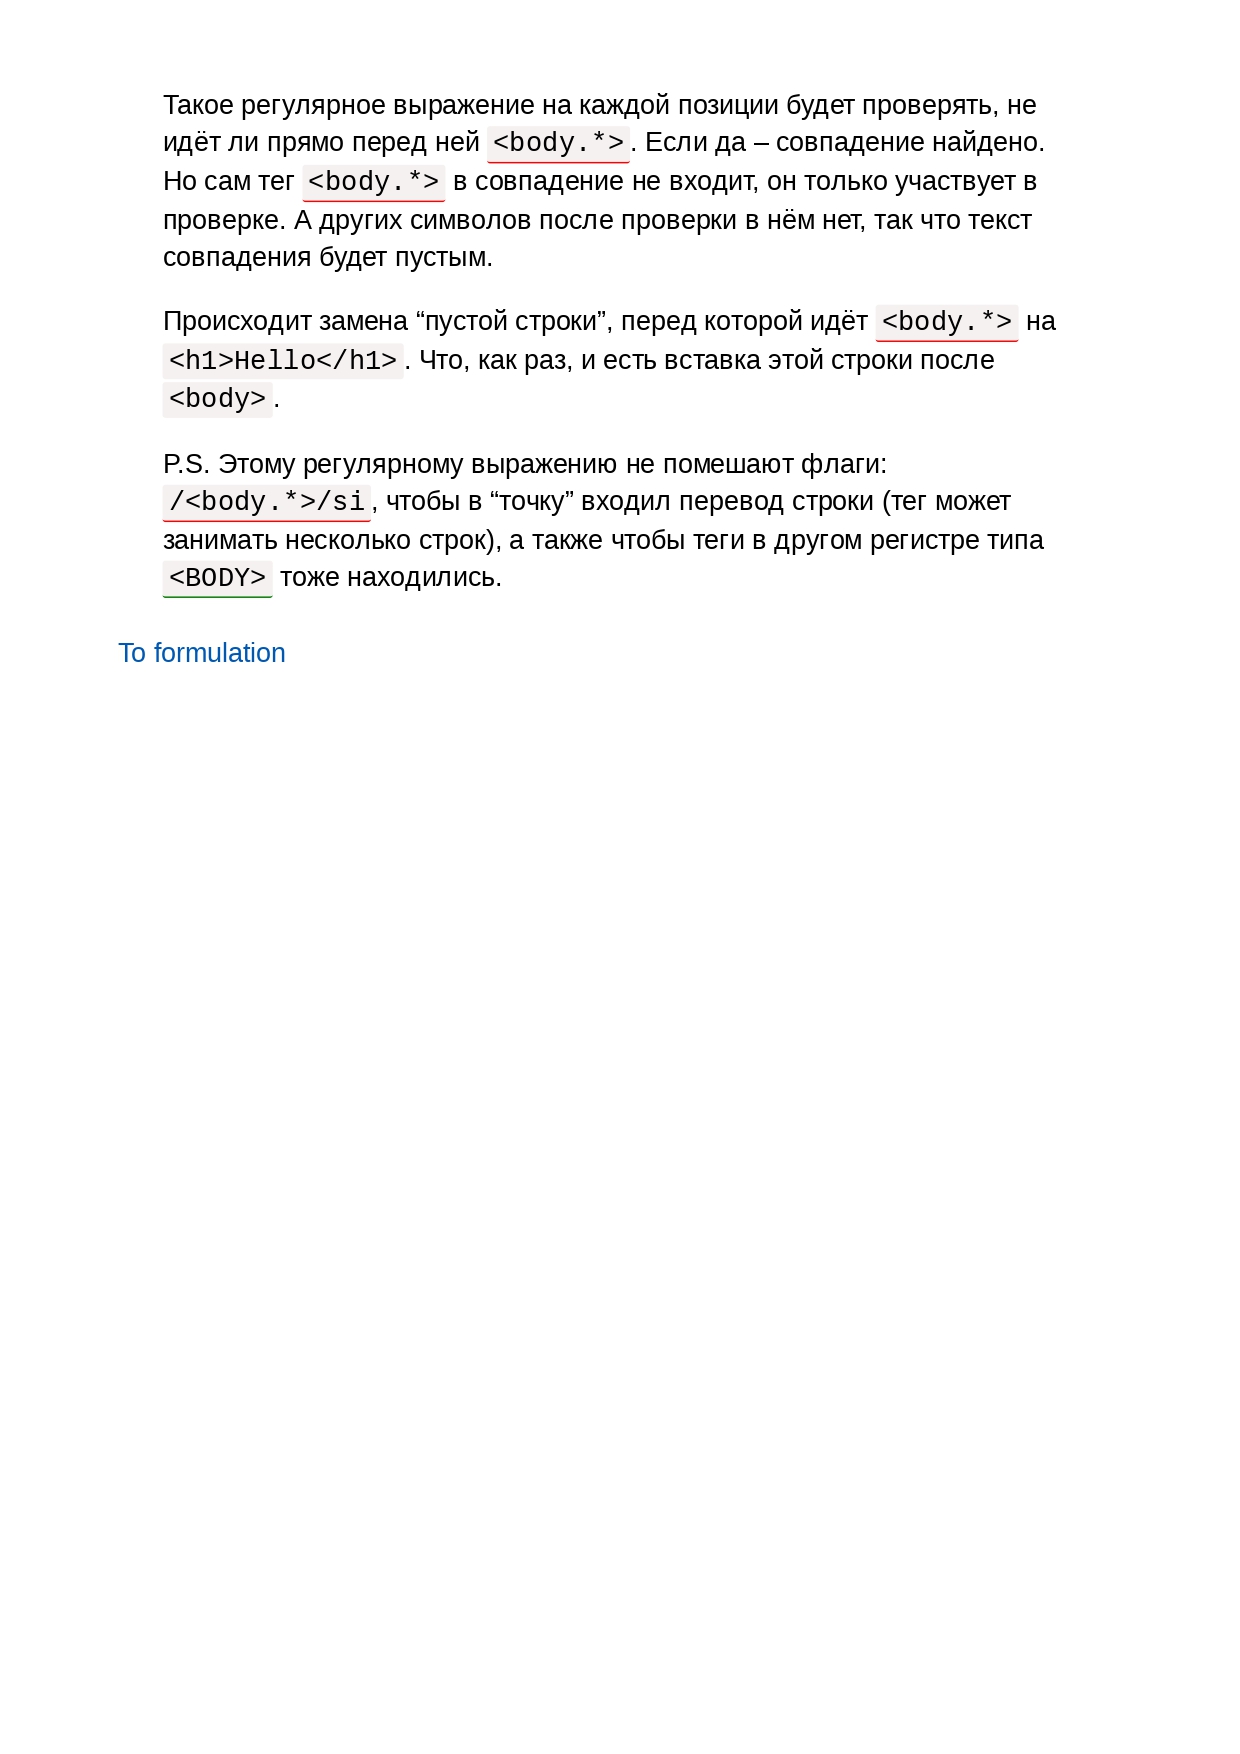 Такое регулярное выражение на каждой позиции будет проверять, не
идёт ли прямо перед ней <body.*>. Если да – совпадение найдено.
Но сам тег <body.*> в совпадение не входит, он только участвует в
проверке. А других символов после проверки в нём нет, так что текст
совпадения будет пустым.
Происходит замена “пустой строки”, перед которой идёт <body.*> на
<h1>Hello</h1>. Что, как раз, и есть вставка этой строки после
<body>.
P.S. Этому регулярному выражению не помешают флаги:
/<body.*>/si, чтобы в “точку” входил перевод строки (тег может
занимать несколько строк), а также чтобы теги в другом регистре типа
<BODY> тоже находились.
To formulation